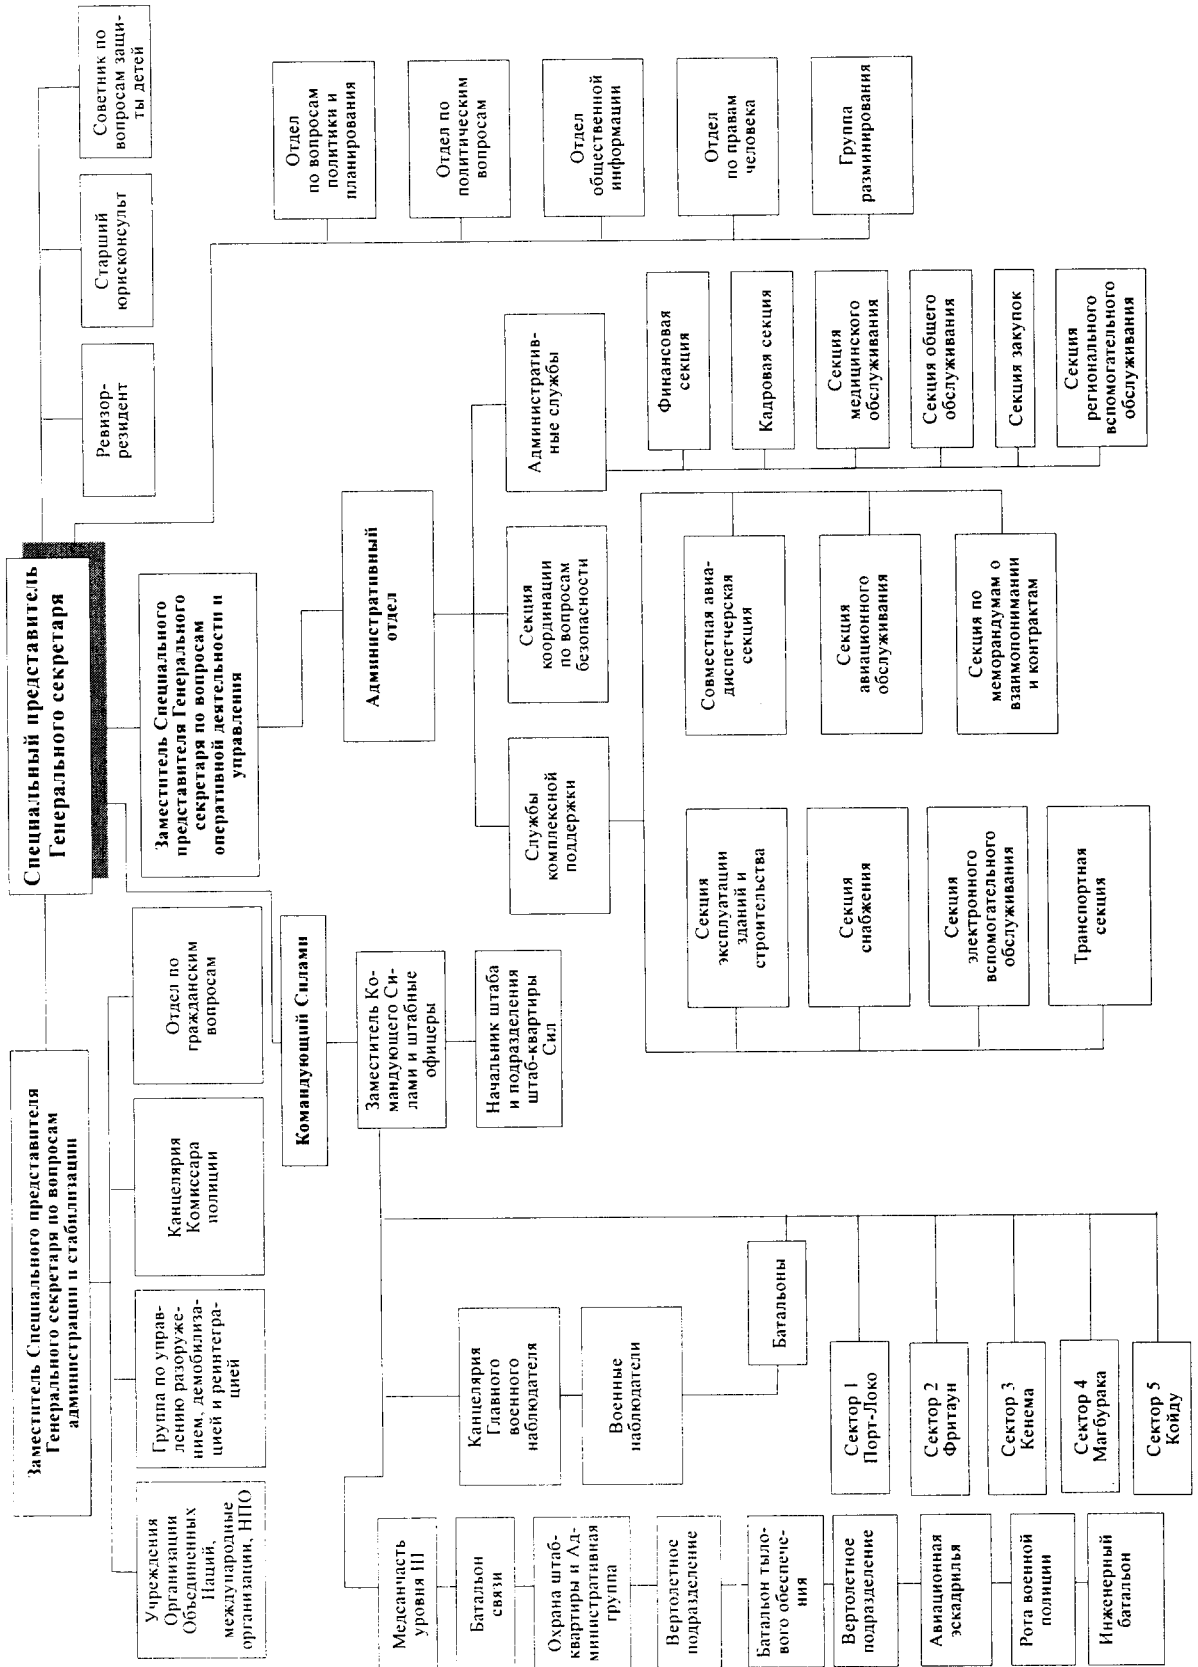 Специальный представитель
Генерального секретаря
Ревизор-
резидент
Старший
юрисконсульт
Советник по
вопросам защи-
ты детей
Заместитель Специального представителя
Генерального секретаря по вопросам
администрации и стабилизации
Учреждения
Организации
Объединенных
Наций,
международные
организации, НПО
Группа по управ-
лению разоруже-
нием, демобилиза-
цией и реинтегра-
цией
Канцелярия
Комиссара
полиции
Отдел по
гражданским
вопросам
Заместитель Специального
представителя Генерального
секретаря по вопросам
оперативной деятельности и
управления
Отдел
по вопросам
политики и
планирования
Отдел по
политическим
вопросам
Отдел
общественной
информации
Отдел
по правам
человека
Группа
разминирования
Командующий Силами
Заместитель Ко-
мандующего Си-
лами и штабные
офицеры
Начальник штаба
и подразделения
штаб-квартиры
Сил
Административный
отдел
Службы
комплексной
поддержки
Секция
координации
по вопросам
безопасности
Административ-
ные службы
Финансовая
секция
Кадровая секция
Секция
медицинского
обслуживания
Секция общего
обслуживания
Секция закупок
Секция
регионального
вспомогательного
обслуживания
Секция
эксплуатации
зданий и
строительства
Секция
снабжения
Секция
электронного
вспомогательного
обслуживания
Транспортная
секция
Совместная авиа-
диспетчерская
секция
Секция
авиационного
обслуживания
Секция по
меморандумам о
взаимопонимании
и контрактам
Медсанчасть
уровня III
Батальон
связи
Охрана штаб-
квартиры и Ад-
министративная
группа
Вертолетное
подразделение
Батальон тыло-
вого обеспече-
ния
Вертолетное
подразделение
Авиационная
эскадрилья
Рота военной
полиции
Инженерный
батальон
Канцелярия
Главного
военного
наблюдателя
Военные
наблюдатели
Батальоны
Сектор 1
Порт-Локо
Сектор 2
Фритаун
Сектор 3
Кенема
Сектор 4
Магбурака
Сектор 5
Койду